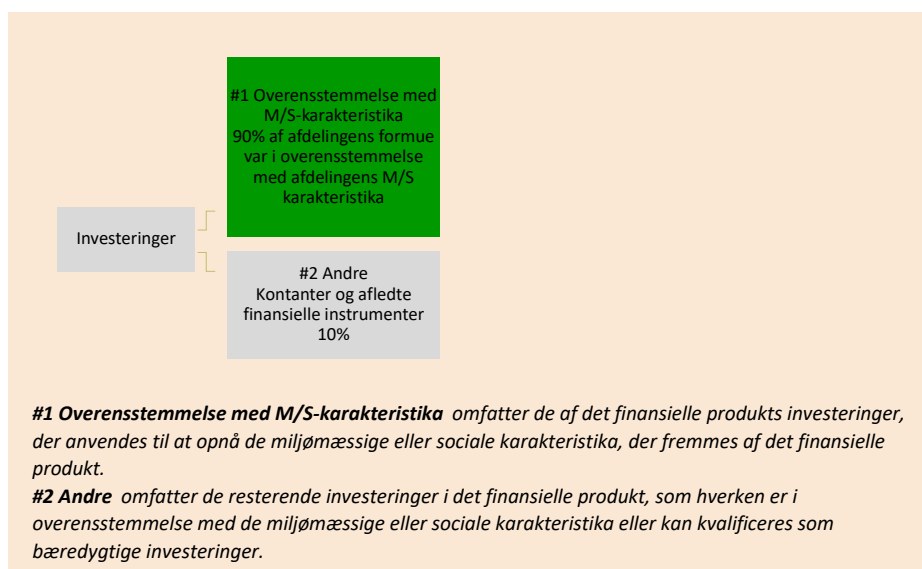 #1 Overensstemmelse med
M/S-karakteristika
90% af afdelingens formue
var i overensstemmelse
med afdelingens M/S
karakteristika
Investeringer
#2 Andre
Kontanter og afledte
finansielle instrumenter
10%
#1 Overensstemmelse med M/S-karakteristika omfatter de af det finansielle produkts investeringer,
der anvendes til at opnå de miljømæssige eller sociale karakteristika, der fremmes af det finansielle
produkt.
#2 Andre omfatter de resterende investeringer i det finansielle produkt, som hverken er i
overensstemmelse med de miljømæssige eller sociale karakteristika eller kan kvalificeres som
bæredygtige investeringer.